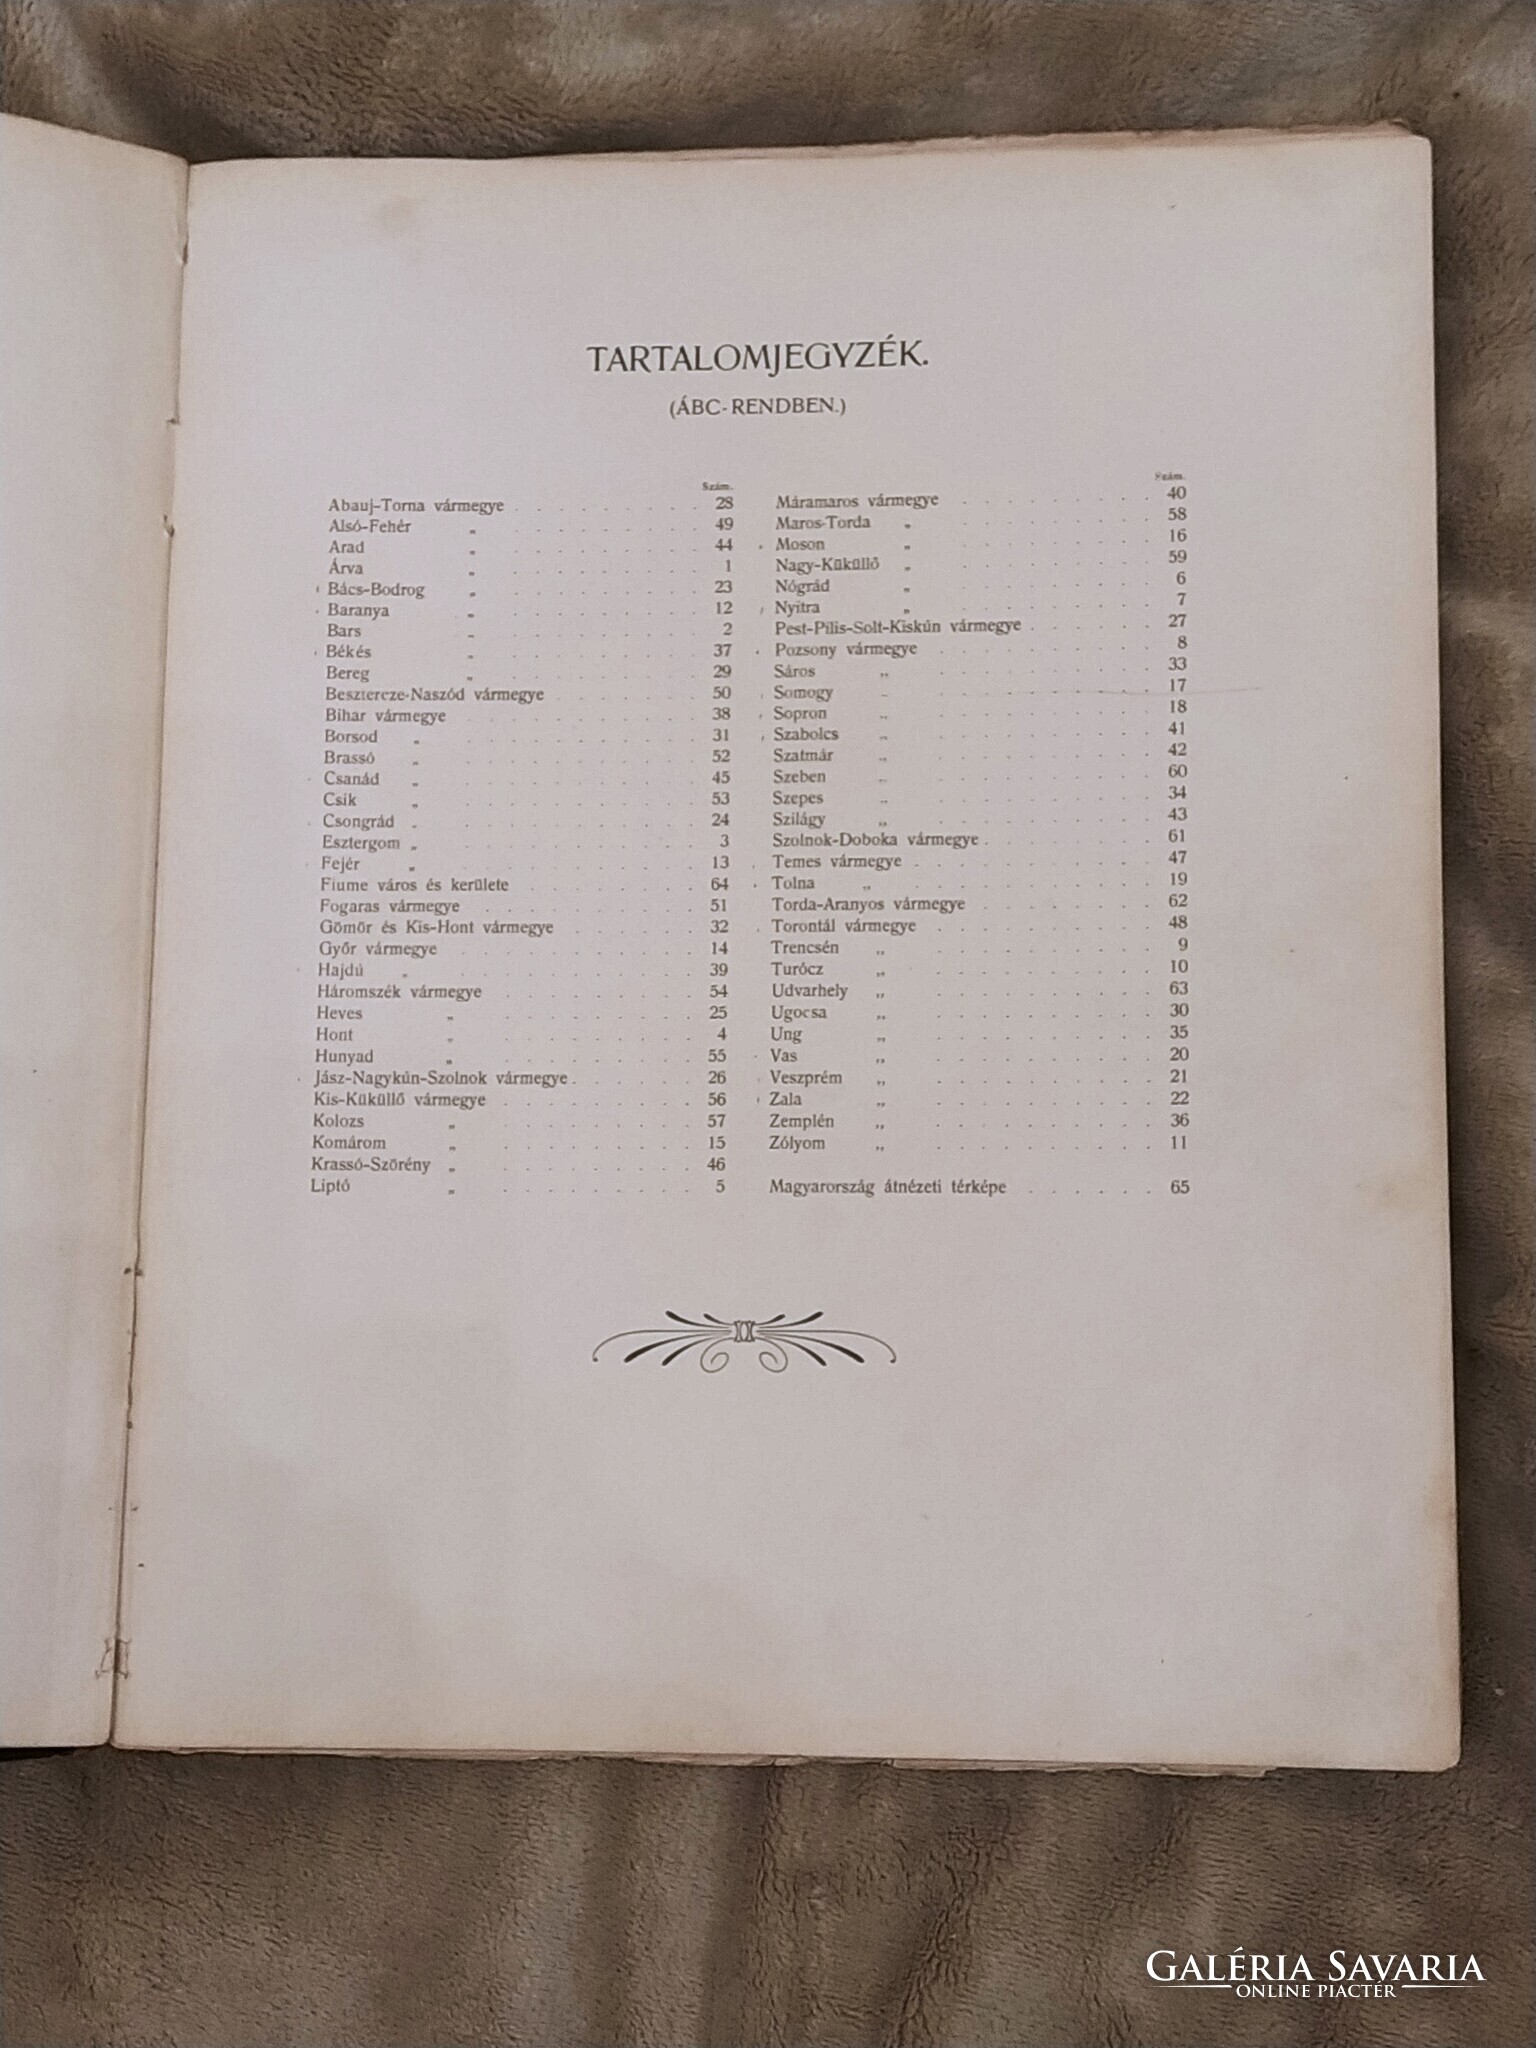 TARTALOMJEGYZÉK.
(ÁBC-RENDBEN.)
Szám.
Abauj-Torna vármegye . . . . . . . . . 28
Alsó-Fehér „ . . . . . . . . . 49
Arad „ . . . . . . . . . 44
Árva „ . . . . . . . . . 1
Bács-Bodrog „ . . . . . . . . . 23
Baranya „ . . . . . . . . . 12
Bars „ . . . . . . . . . 2
Békés „ . . . . . . . . . 37
Bereg „ . . . . . . . . . 29
Besztercze-Naszód vármegye . . . . . . . 50
Bihar vármegye . . . . . . . . . . . 38
Borsod „ . . . . . . . . . . . 31
Brassó „ . . . . . . . . . . . 52
Csanád „ . . . . . . . . . . . 45
Csik „ . . . . . . . . . . . 53
Csongrád „ . . . . . . . . . . . 24
Esztergom „ . . . . . . . . . . . 3
Fejér „ . . . . . . . . . . . 13
Fiume város és kerülete . . . . . . . . 64
Fogaras vármegye . . . . . . . . . . 51
Gömör és Kis-Hont vármegye . . . . . . 32
Győr vármegye . . . . . . . . . . . 14
Hajdú „ . . . . . . . . . . . 39
Háromszék vármegye . . . . . . . . . 54
Heves „ . . . . . . . . . 25
Hont „ . . . . . . . . . 4
Hunyad „ . . . . . . . . . 55
Jász-Nagykún-Szolnok vármegye . . . . . . 26
Kis-Küküllő vármegye . . . . . . . . . 56
Kolozs „ . . . . . . . . . 57
Komárom „ . . . . . . . . . 15
Krassó-Szörény „ . . . . . . . . . 46
Liptó „ . . . . . . . . . 5
Szám.
Máramaros vármegye . . . . . . . . . 40
Maros-Torda „ . . . . . . . . . 58
Moson „ . . . . . . . . . 16
Nagy-Küküllő „ . . . . . . . . . 59
Nógrád „ . . . . . . . . . 6
Nyitra „ . . . . . . . . . 7
Pest-Pilis-Solt-Kiskún vármegye . . . . . . 27
Pozsony vármegye . . . . . . . . . . 8
Sáros „ . . . . . . . . . . 33
Somogy „ . . . . . . . . . . 17
Sopron „ . . . . . . . . . . 18
Szabolcs „ . . . . . . . . . . 41
Szatmár „ . . . . . . . . . . 42
Szeben „ . . . . . . . . . . 60
Szepes „ . . . . . . . . . . 34
Szilágy „ . . . . . . . . . . 43
Szolnok-Doboka vármegye . . . . . . . . 61
Temes vármegye . . . . . . . . . . . 47
Tolna „ . . . . . . . . . . . 19
Torda-Aranyos vármegye . . . . . . . . 62
Torontál vármegye . . . . . . . . . . 48
Trencsén „ . . . . . . . . . . 9
Turócz „ . . . . . . . . . . 10
Udvarhely „ . . . . . . . . . . 63
Ugocsa „ . . . . . . . . . . 30
Ung „ . . . . . . . . . . 35
Vas „ . . . . . . . . . . 20
Veszprém „ . . . . . . . . . . 21
Zala „ . . . . . . . . . . 22
Zemplén „ . . . . . . . . . . 36
Zólyom „ . . . . . . . . . . 11
Magyarország átnézeti térképe . . . . . . 65
GALÉRIA SAVARIA
ONLINE PIACTÉR